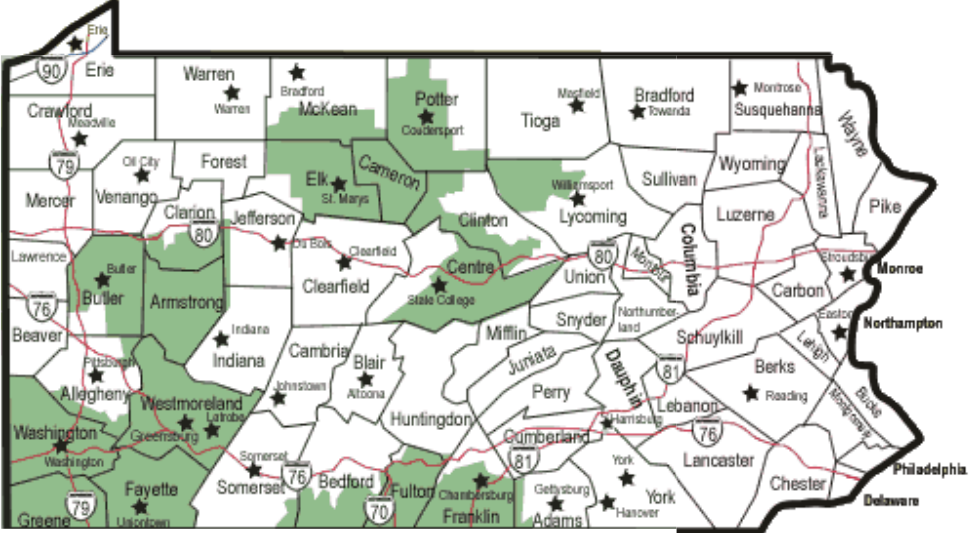 Erie
90
Erie
Warren
Warren
Bradford
McKean
Potter
Coudersport
Tioga
Masfield
Bradford
Towenda
Montrose
Susquehanna
Wayne
Crawford
Meadville
79
Oil City
Venango
Forest
Elk
St. Marys
Cameron
Clinton
Williamsport
Lycoming
Sullivan
Wyoming
Lackawanna
Pike
Mercer
Clarion
80
Jefferson
Du Bois
Clearfield
Clearfield
Centre
State College
Union
80
Montour
Columbia
Luzerne
Stroudsburg
Monroe
Carbon
Lawrence
Butler
Butler
Armstrong
76
Beaver
Indiana
Indiana
Snyder
Northumber-
land
Schuylkill
Easton
Northampton
Lehigh
Mifflin
Juniata
Cambria
Blair
Altoona
Johnstown
Pittsburgh
Allegheny
Perry
Dauphin
81
Lebanon
Berks
Reading
Bucks
Montgomery
Huntingdon
Westmoreland
Latrobe
Greensburg
Washington
Washington
Cumberland
Harrisburg
76
Lancaster
Chester
Philadelphia
Delaware
Somerset
Somerset
76
Bedford
Fulton
70
81
Chambersburg
Franklin
Gettysburg
Adams
York
York
Hanover
79
Greene
Fayette
Uniontown